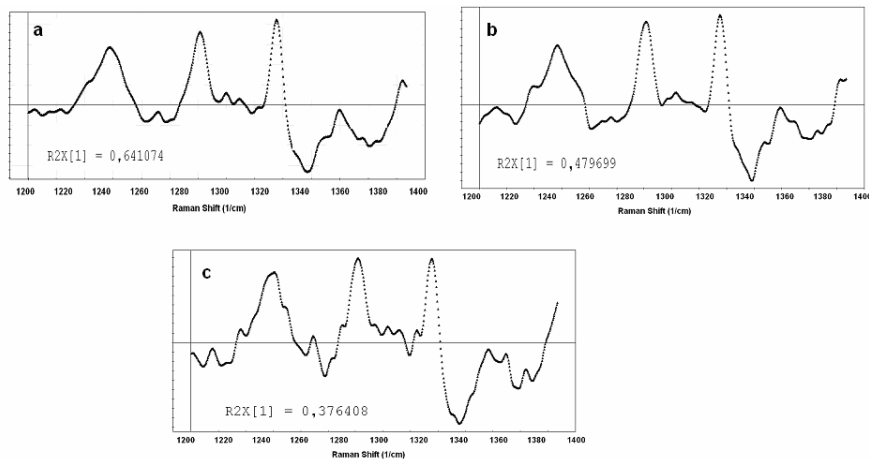 a
R2X[1] = 0,641074
1200 1220 1240 1260 1280 1300 1320 1340 1360 1380 1400
Raman Shift (1/cm)
b
R2X[1] = 0,479699
1200 1220 1240 1260 1280 1300 1320 1340 1360 1380 1400
Raman Shift (1/cm)
c
R2X[1] = 0,376408
1200 1220 1240 1260 1280 1300 1320 1340 1360 1380 1400
Raman Shift (1/cm)